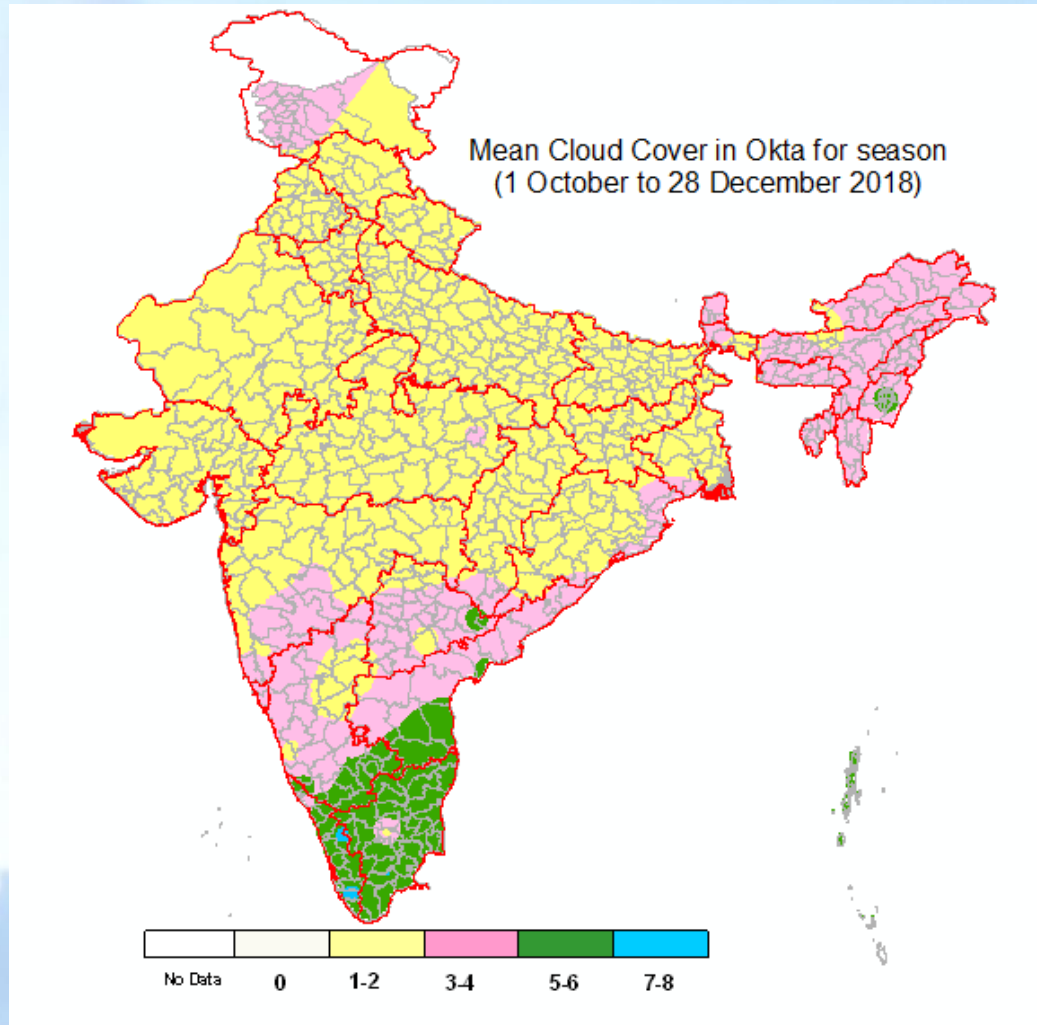 Mean Cloud Cover in Okta for season
(1 October to 28 December 2018)
No Data 0 1-2 3-4 5-6 7-8